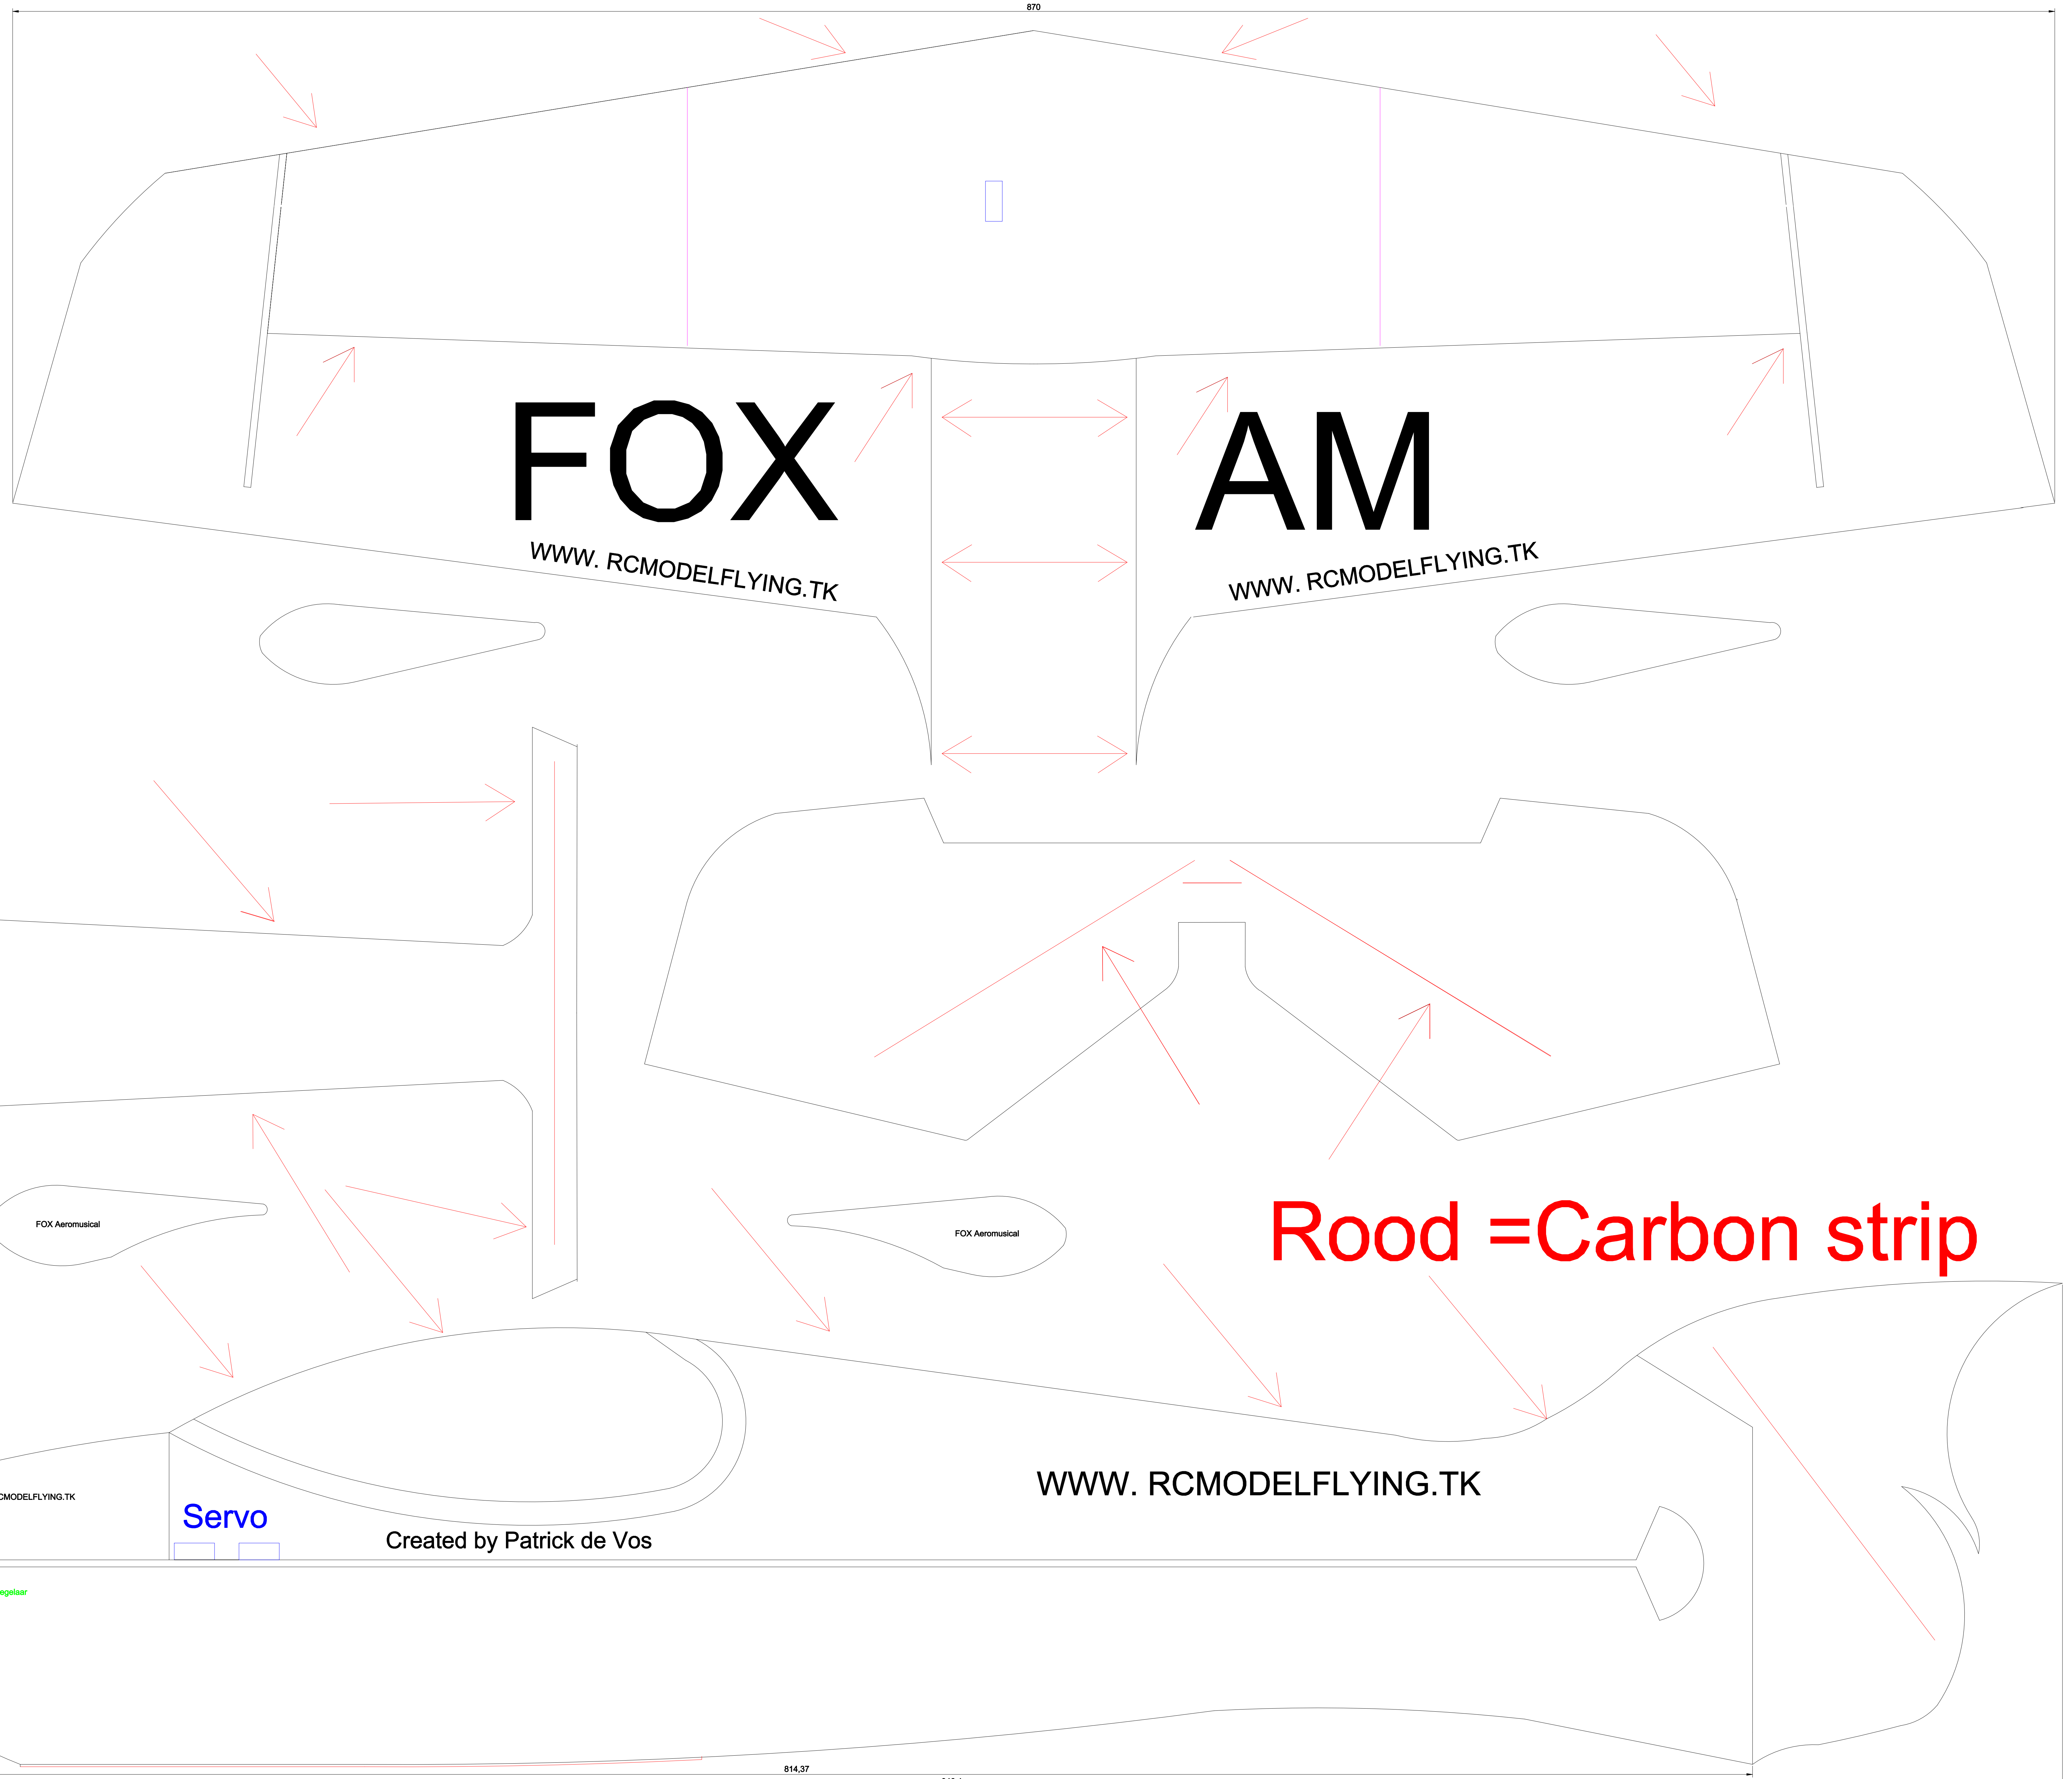 870
FOX
AM
WWW. RCMODELFLYING.TK
WWW. RCMODELFLYING.TK
FOX Aeromusical
FOX Aeromusical
Rood =Carbon strip
WWW. RCMODELFLYING.TK
CMODELFLYING.TK
Servo
Created by Patrick de Vos
egelaar
814,37